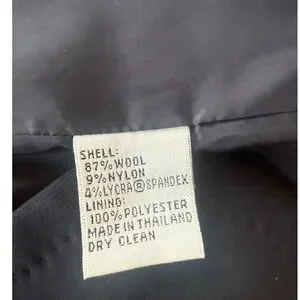 SHELL:
87% WOOL
9% NYLON
4% LYCRA® SPANDEX
LINING:
100% POLYESTER
MADE IN THAILAND
DRY CLEAN